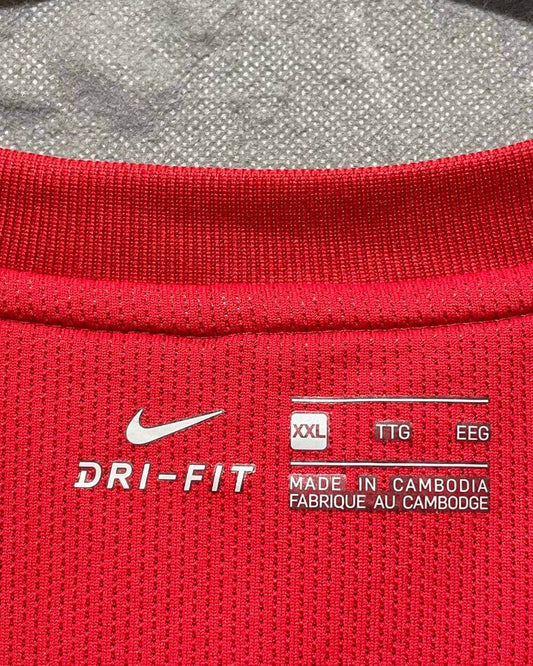 DRI-FIT
XXL TTG EEG
MADE IN CAMBODIA
FABRIQUE AU CAMBODGE